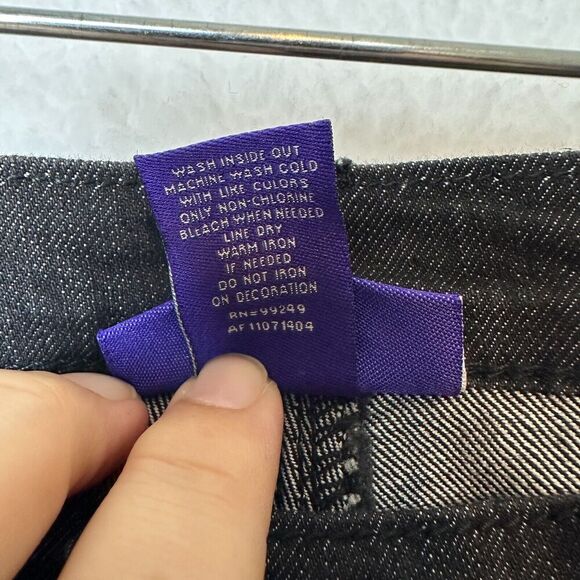 WASH INSIDE OUT
MACHINE WASH COLD
WITH LIKE COLORS
ONLY NON-CHLORINE
BLEACH WHEN NEEDED
LINE DRY
WARM IRON
IF NEEDED
DO NOT IRON
ON DECORATION
RN=99249
AF11071404